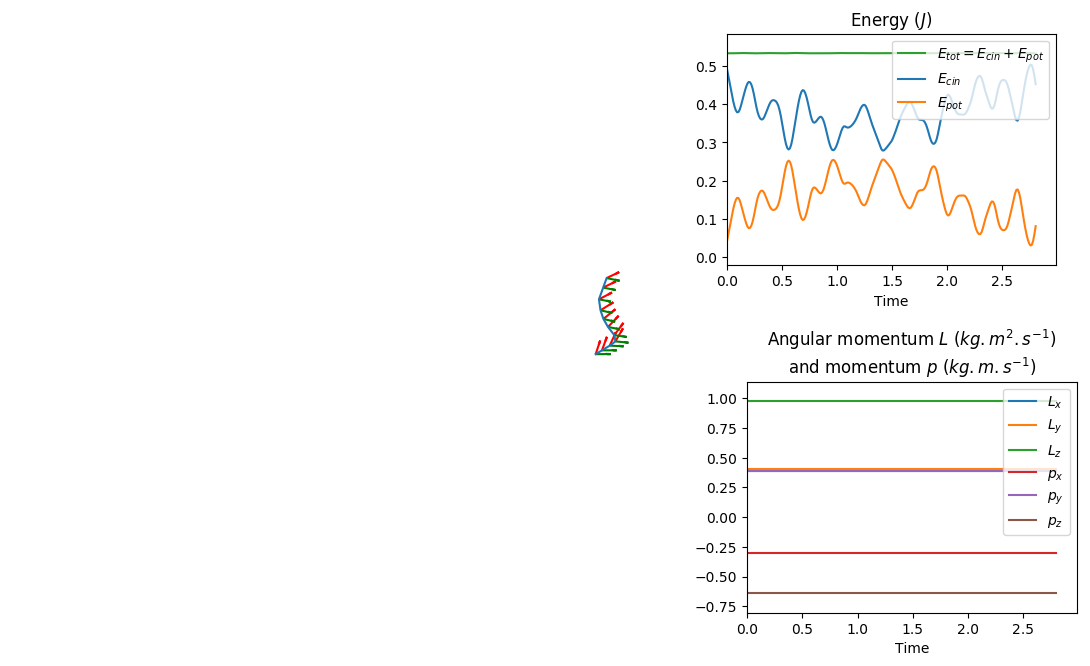 Energy (J)
E_tot = E_cin + E_pot
E_cin
E_pot
0.5
0.4
0.3
0.2
0.1
0.0
0.0 0.5 1.0 1.5 2.0 2.5
Time
Angular momentum L (kg.m².s⁻¹)
and momentum p (kg.m.s⁻¹)
1.00
0.75
0.50
0.25
0.00
−0.25
−0.50
−0.75
L_x
L_y
L_z
p_x
p_y
p_z
0.0 0.5 1.0 1.5 2.0 2.5
Time